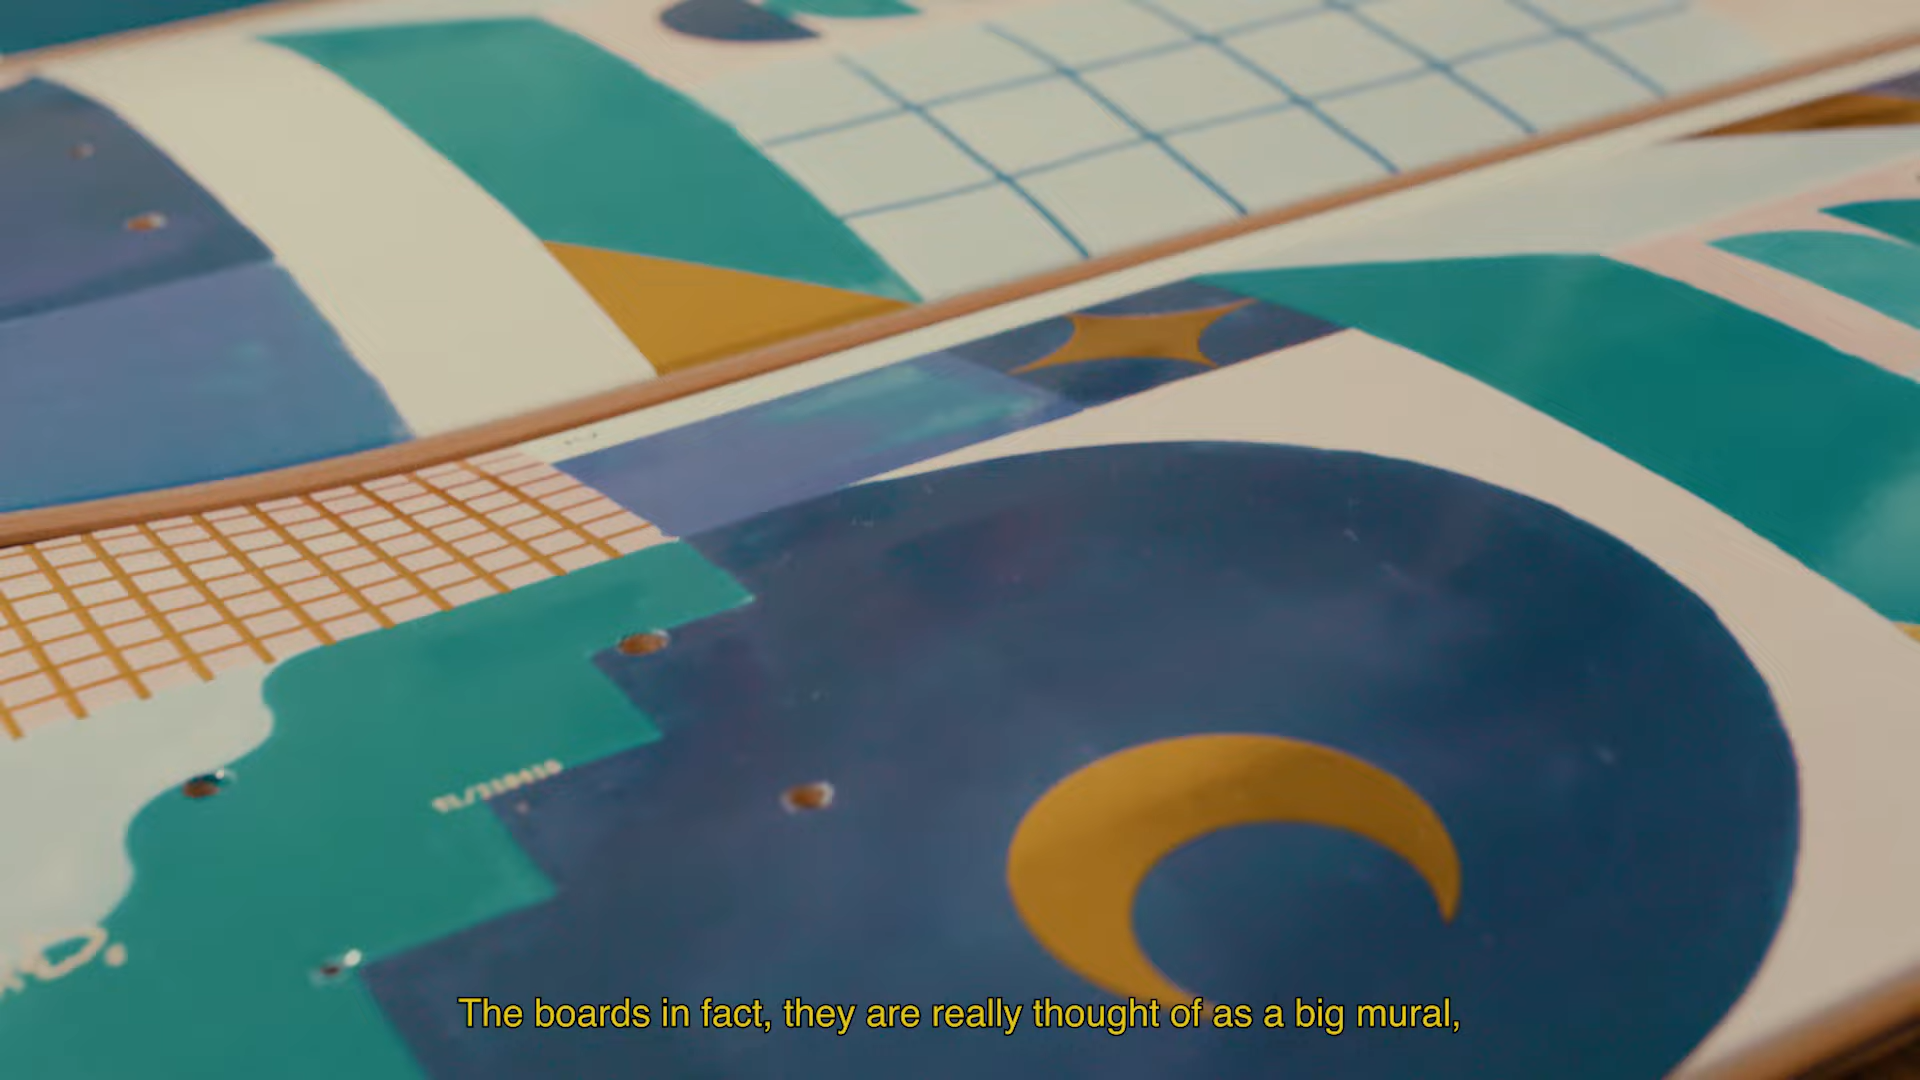 The boards in fact, they are really thought of as a big mural,